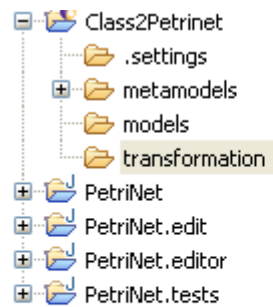 Class2Petrinet
.settings
metamodels
models
transformation
PetriNet
PetriNet.edit
PetriNet.editor
PetriNet.tests